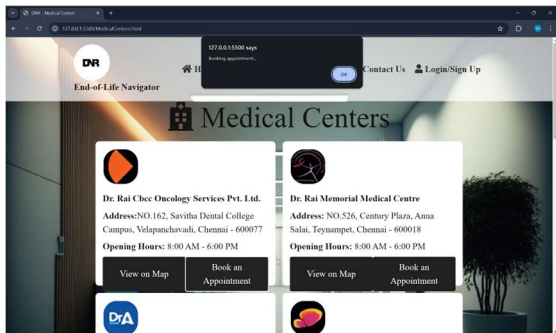 DNR - Medical Centers
127.0.0.1:5500/MedicalCenters.html
127.0.0.1:5500 says
Booking appointment...
OK
DNR
End-of-Life Navigator
H
Contact Us
Login/Sign Up
Medical Centers
Dr. Rai Cbcc Oncology Services Pvt. Ltd.
Address:NO.162, Savitha Dental College
Campus, Velapanchavadi, Chennai - 600077
Opening Hours: 8:00 AM - 6:00 PM
View on Map
Book an
Appointment
Dr. Rai Memorial Medical Centre
Address: NO.526, Century Plaza, Anna
Salai, Teynampet, Chennai - 600018
Opening Hours: 8:00 AM - 6:00 PM
View on Map
Book an
Appointment
DrA